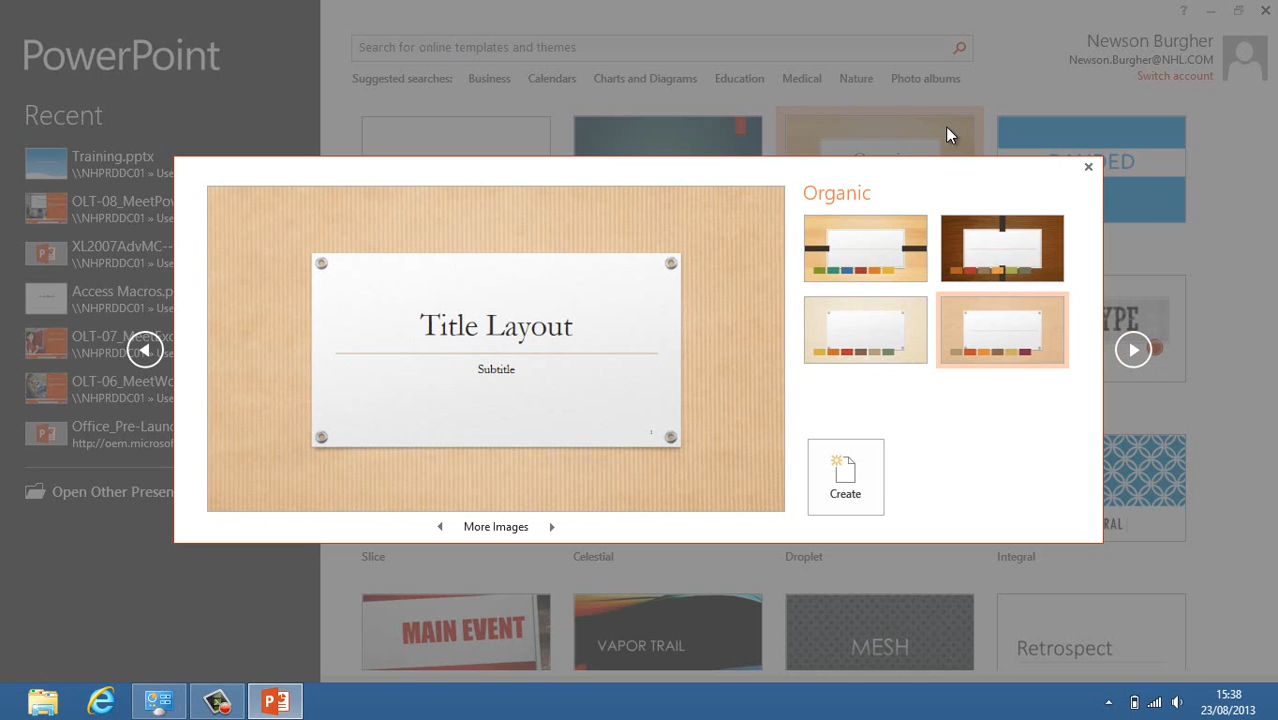 ?
PowerPoint
Recent
Training.pptx
\\NHPRDDC01 » Use
OLT-08_MeetPov
\\NHPRDDC01 » Use
XL2007AdvMC--
\\NHPRDDC01 » Use
Access Macros.p
\\NHPRDDC01 » Use
OLT-07_MeetExc
\\NHPRDDC01 » Use
OLT-06_MeetWo
\\NHPRDDC01 » Use
Office_Pre-Laun
http://oem.microsof
Open Other Presen
Search for online templates and themes
Suggested searches: Business Calendars Charts and Diagrams Education Medical Nature Photo albums
Newson Burgher
Newson.Burgher@NHL.COM
Switch account
Organic
Title Layout
Subtitle
1
More Images
Create
Slice
Celestial
Droplet
Integral
MAIN EVENT
VAPOR TRAIL
MESH
Retrospect
15:38
23/08/2013